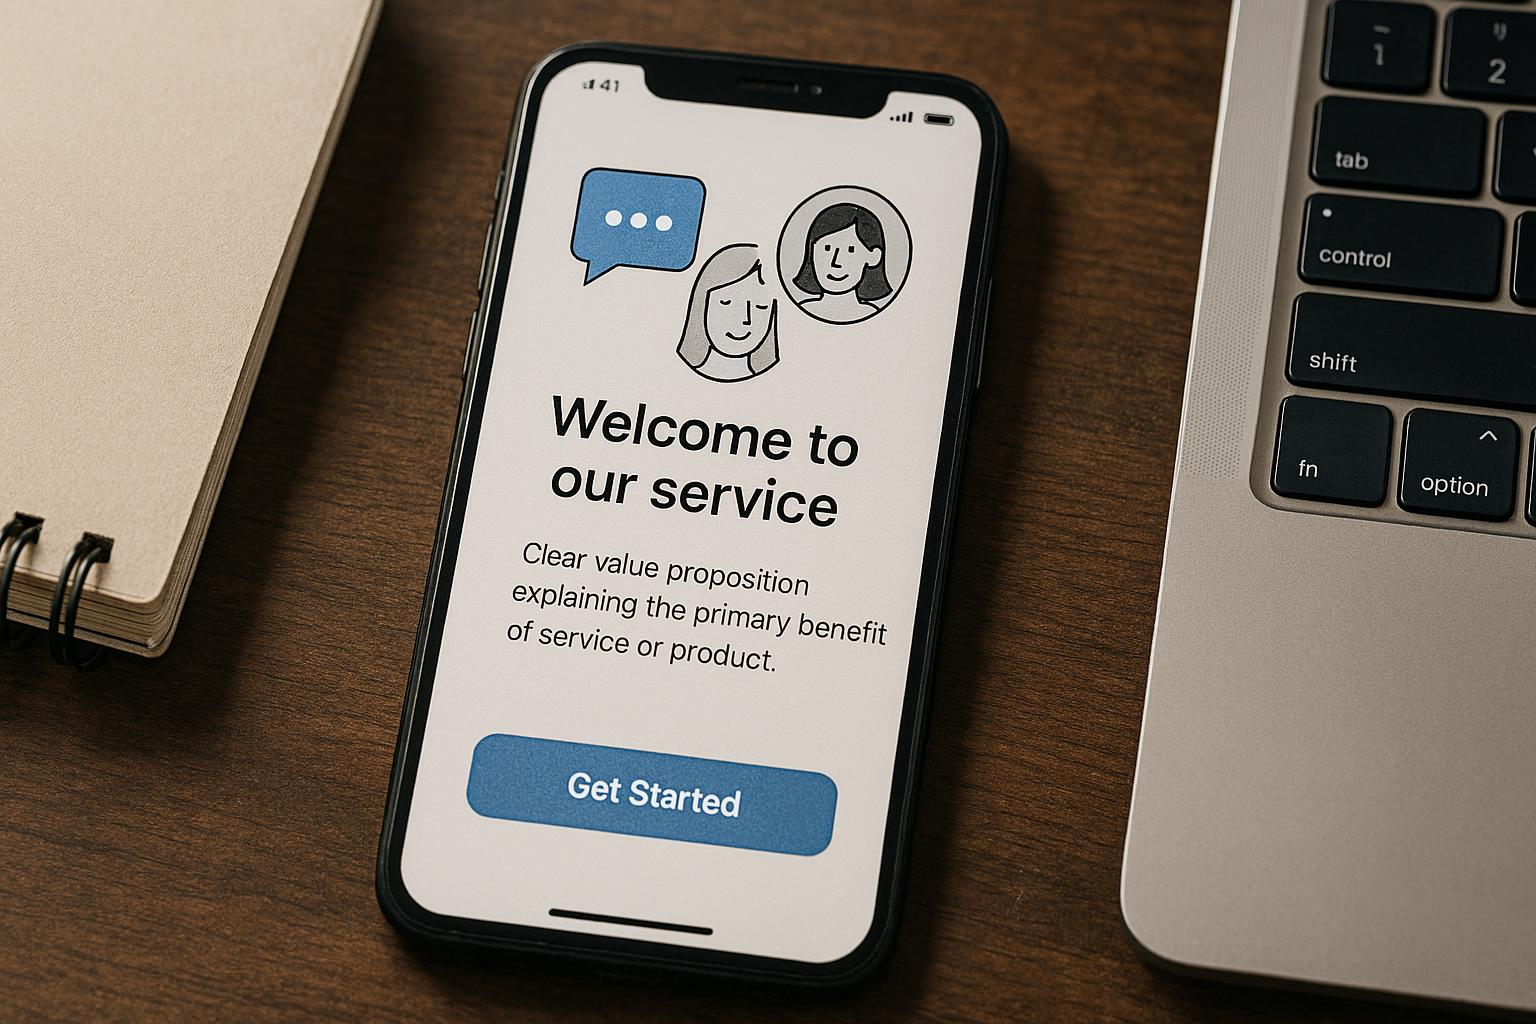 41
Welcome to
our service
Clear value proposition
explaining the primary benefit
of service or product.
Get Started
2
tab
control
shift
fn
option